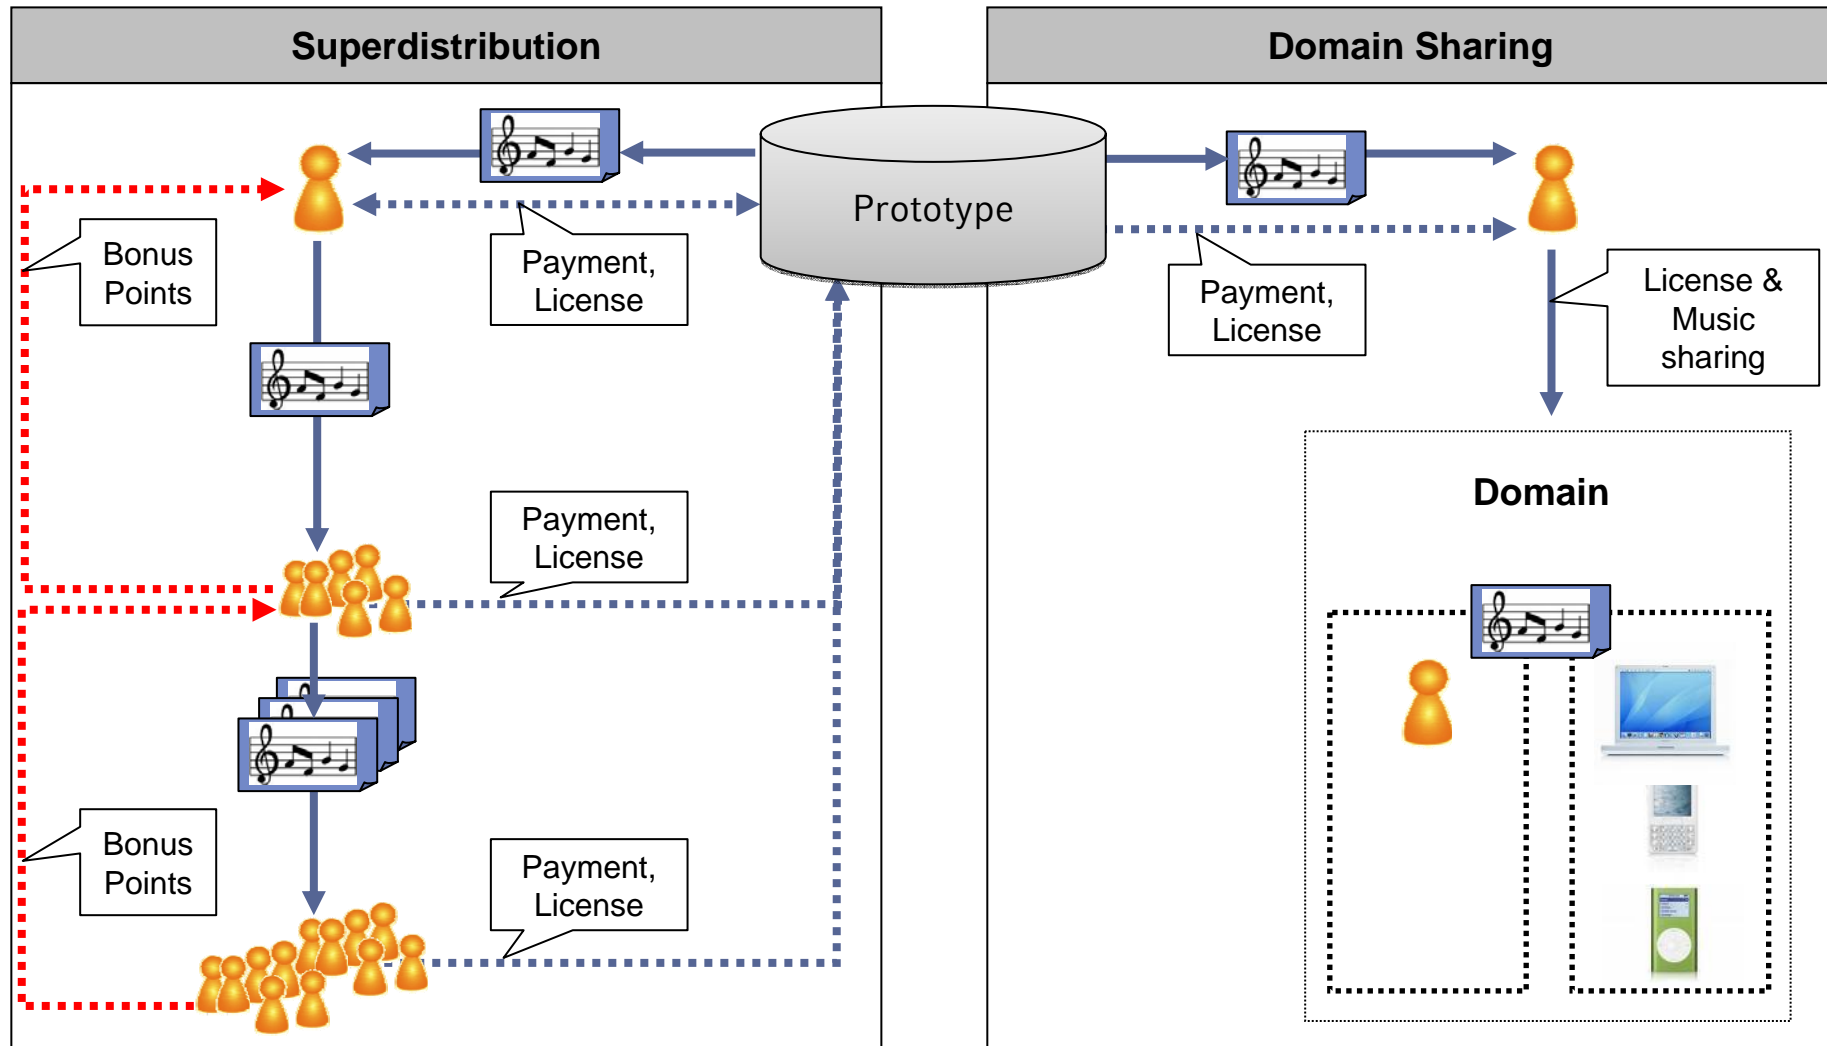 Superdistribution
Domain Sharing
Prototype
Bonus
Points
Payment,
License
Payment,
License
License &
Music
sharing
Payment,
License
Domain
Bonus
Points
Payment,
License